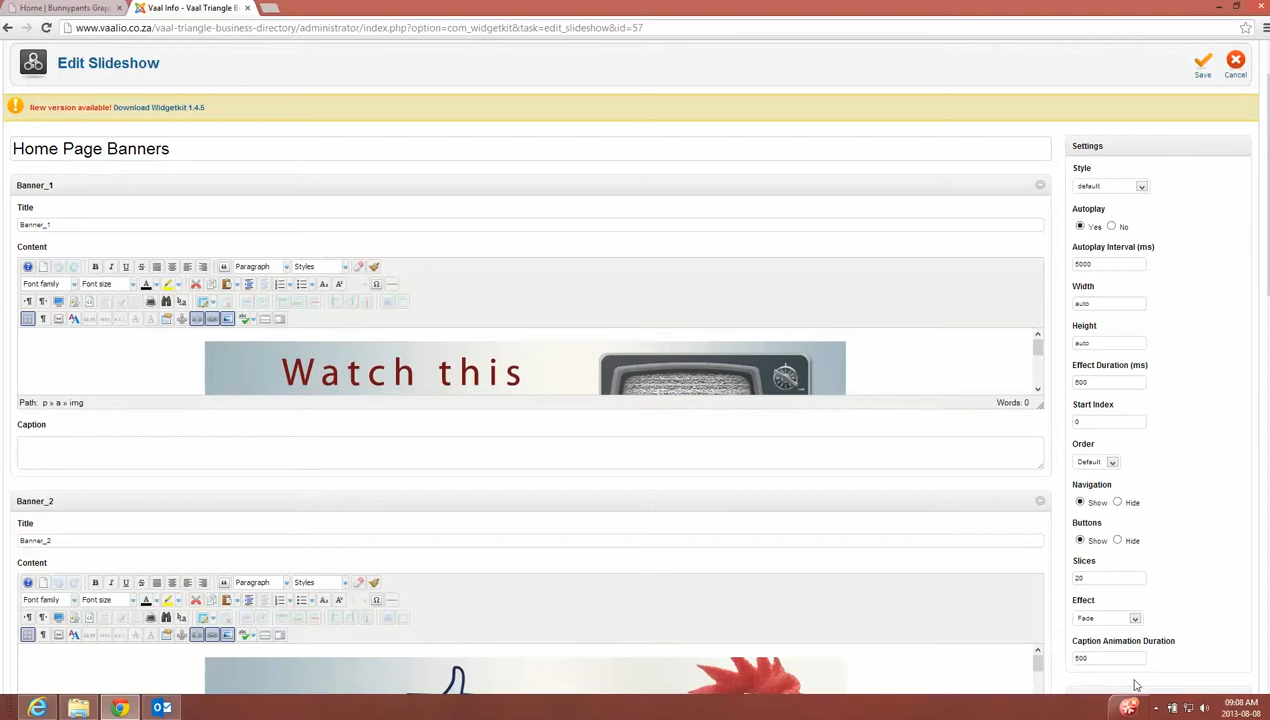 Home | Bunnypants Grap
Vaal Info - Vaal Triangle B
www.vaalio.co.za/vaal-triangle-business-directory/administrator/index.php?option=com_widgetkit&task=edit_slideshow&id=57
Edit Slideshow
Save
Cancel
New version available! Download Widgetkit 1.4.5
Home Page Banners
Banner_1
Title
Banner_1
Content
Paragraph
Styles
Font family
Font size
Watch this
Path: p » a » img
Words: 0
Caption
Banner_2
Title
Banner_2
Content
Paragraph
Styles
Font family
Font size
Settings
Style
default
Autoplay
Yes
No
Autoplay Interval (ms)
5000
Width
auto
Height
auto
Effect Duration (ms)
500
Start Index
0
Order
Default
Navigation
Show
Hide
Buttons
Show
Hide
Slices
20
Effect
Fade
Caption Animation Duration
500
09:08 AM
2013-08-08